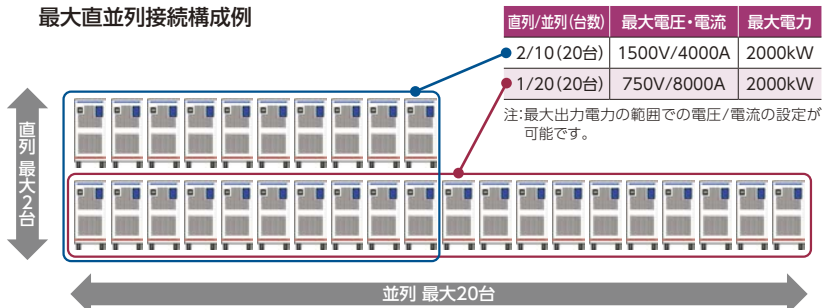 最大直並列接続構成例
直列/並列(台数) 最大電圧・電流 最大電力
2/10(20台) 1500V/4000A 2000kW
1/20(20台) 750V/8000A 2000kW
注:最大出力電力の範囲での電圧/電流の設定が
可能です。
直列 最大2台
並列 最大20台